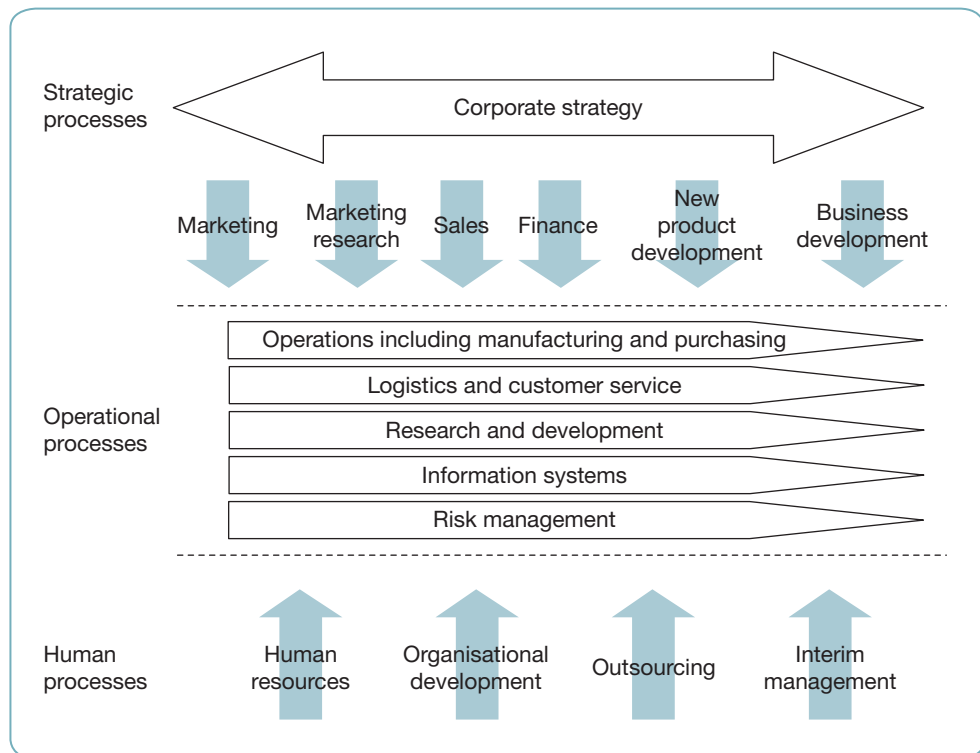 Strategic
processes
Corporate strategy
Marketing
Marketing
research
Sales
Finance
New
product
development
Business
development
Operational
processes
Operations including manufacturing and purchasing
Logistics and customer service
Research and development
Information systems
Risk management
Human
processes
Human
resources
Organisational
development
Outsourcing
Interim
management